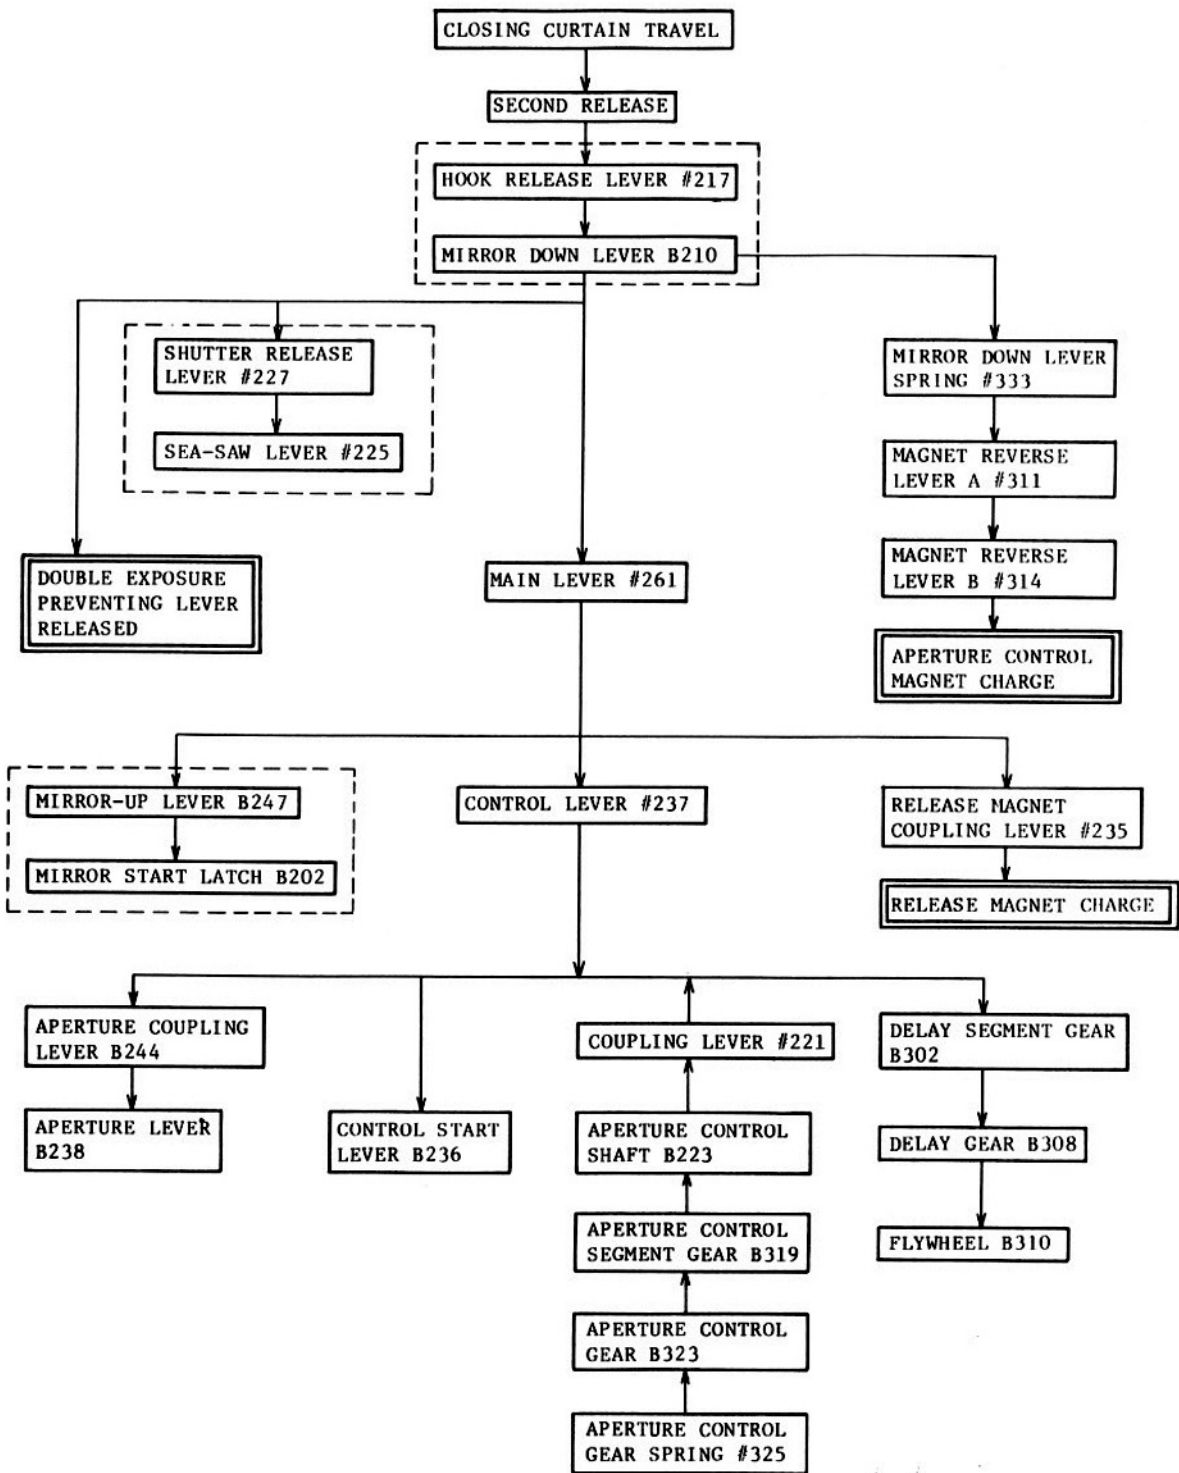 CLOSING CURTAIN TRAVEL
SECOND RELEASE
HOOK RELEASE LEVER #217
MIRROR DOWN LEVER B210
SHUTTER RELEASE
LEVER #227
SEA-SAW LEVER #225
MIRROR DOWN LEVER
SPRING #333
MAGNET REVERSE
LEVER A #311
MAGNET REVERSE
LEVER B #314
APERTURE CONTROL
MAGNET CHARGE
DOUBLE EXPOSURE
PREVENTING LEVER
RELEASED
MAIN LEVER #261
MIRROR-UP LEVER B247
MIRROR START LATCH B202
CONTROL LEVER #237
RELEASE MAGNET
COUPLING LEVER #235
RELEASE MAGNET CHARGE
APERTURE COUPLING
LEVER B244
APERTURE LEVER
B238
CONTROL START
LEVER B236
COUPLING LEVER #221
APERTURE CONTROL
SHAFT B223
APERTURE CONTROL
SEGMENT GEAR B319
APERTURE CONTROL
GEAR B323
APERTURE CONTROL
GEAR SPRING #325
DELAY SEGMENT GEAR
B302
DELAY GEAR B308
FLYWHEEL B310